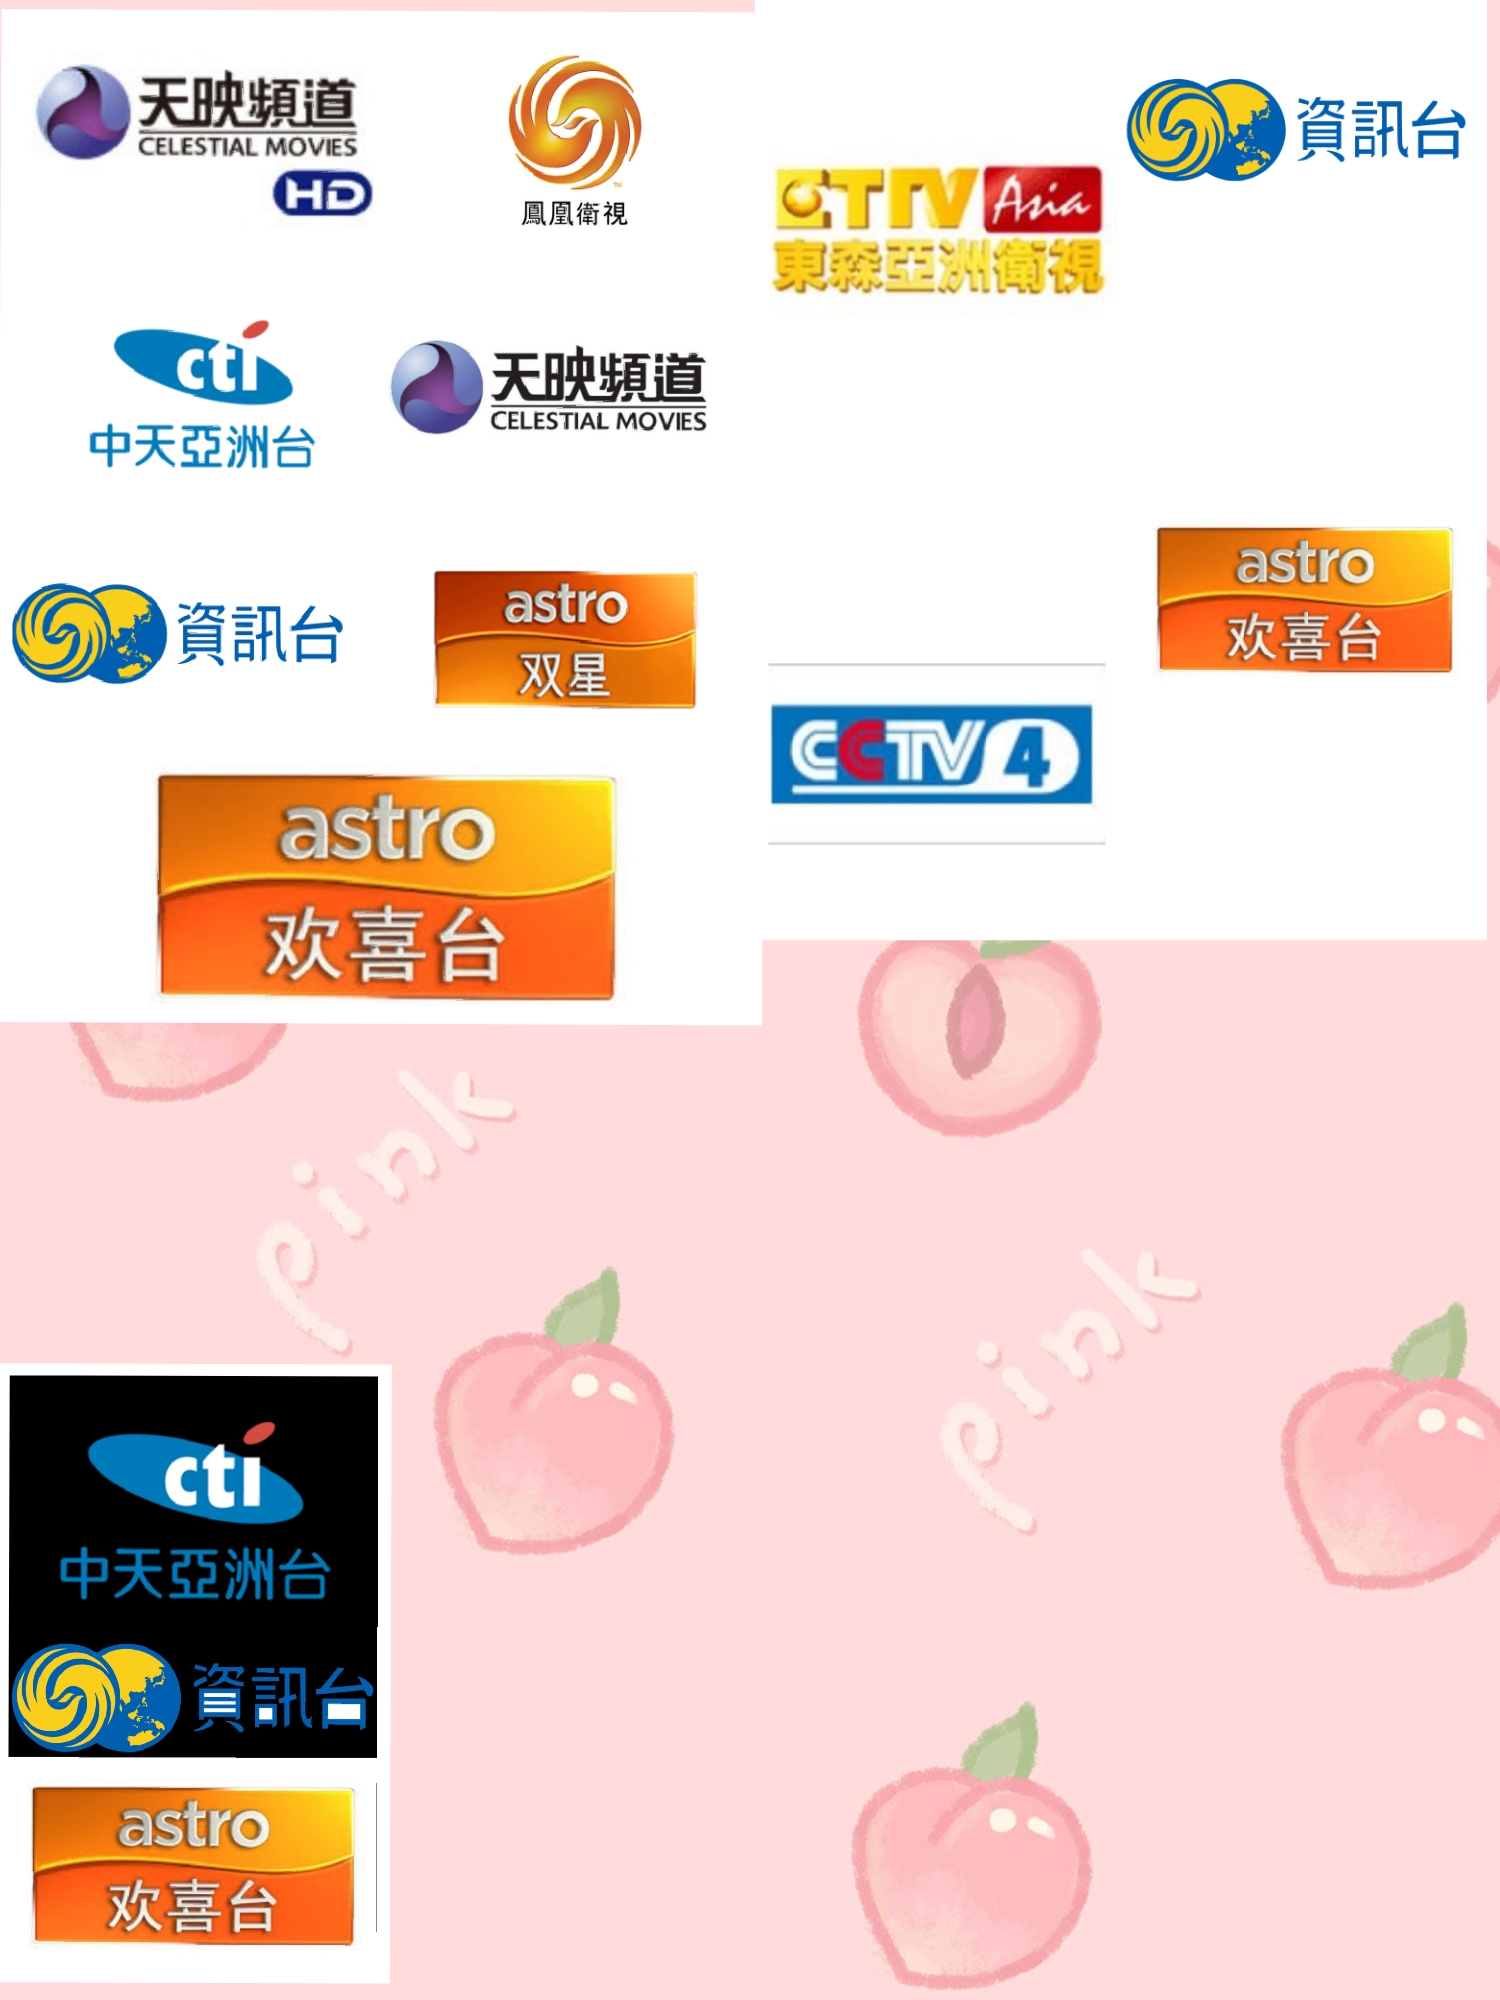 天映頻道
CELESTIAL MOVIES
HD
™
鳳凰衛視
cti
中天亞洲台
天映頻道
CELESTIAL MOVIES
資訊台
astro
双星
astro
欢喜台
ETTV Asia
東森亞洲衛視
資訊台
astro
欢喜台
CCTV 4
pink
pink
cti
中天亞洲台
資訊台
astro
欢喜台